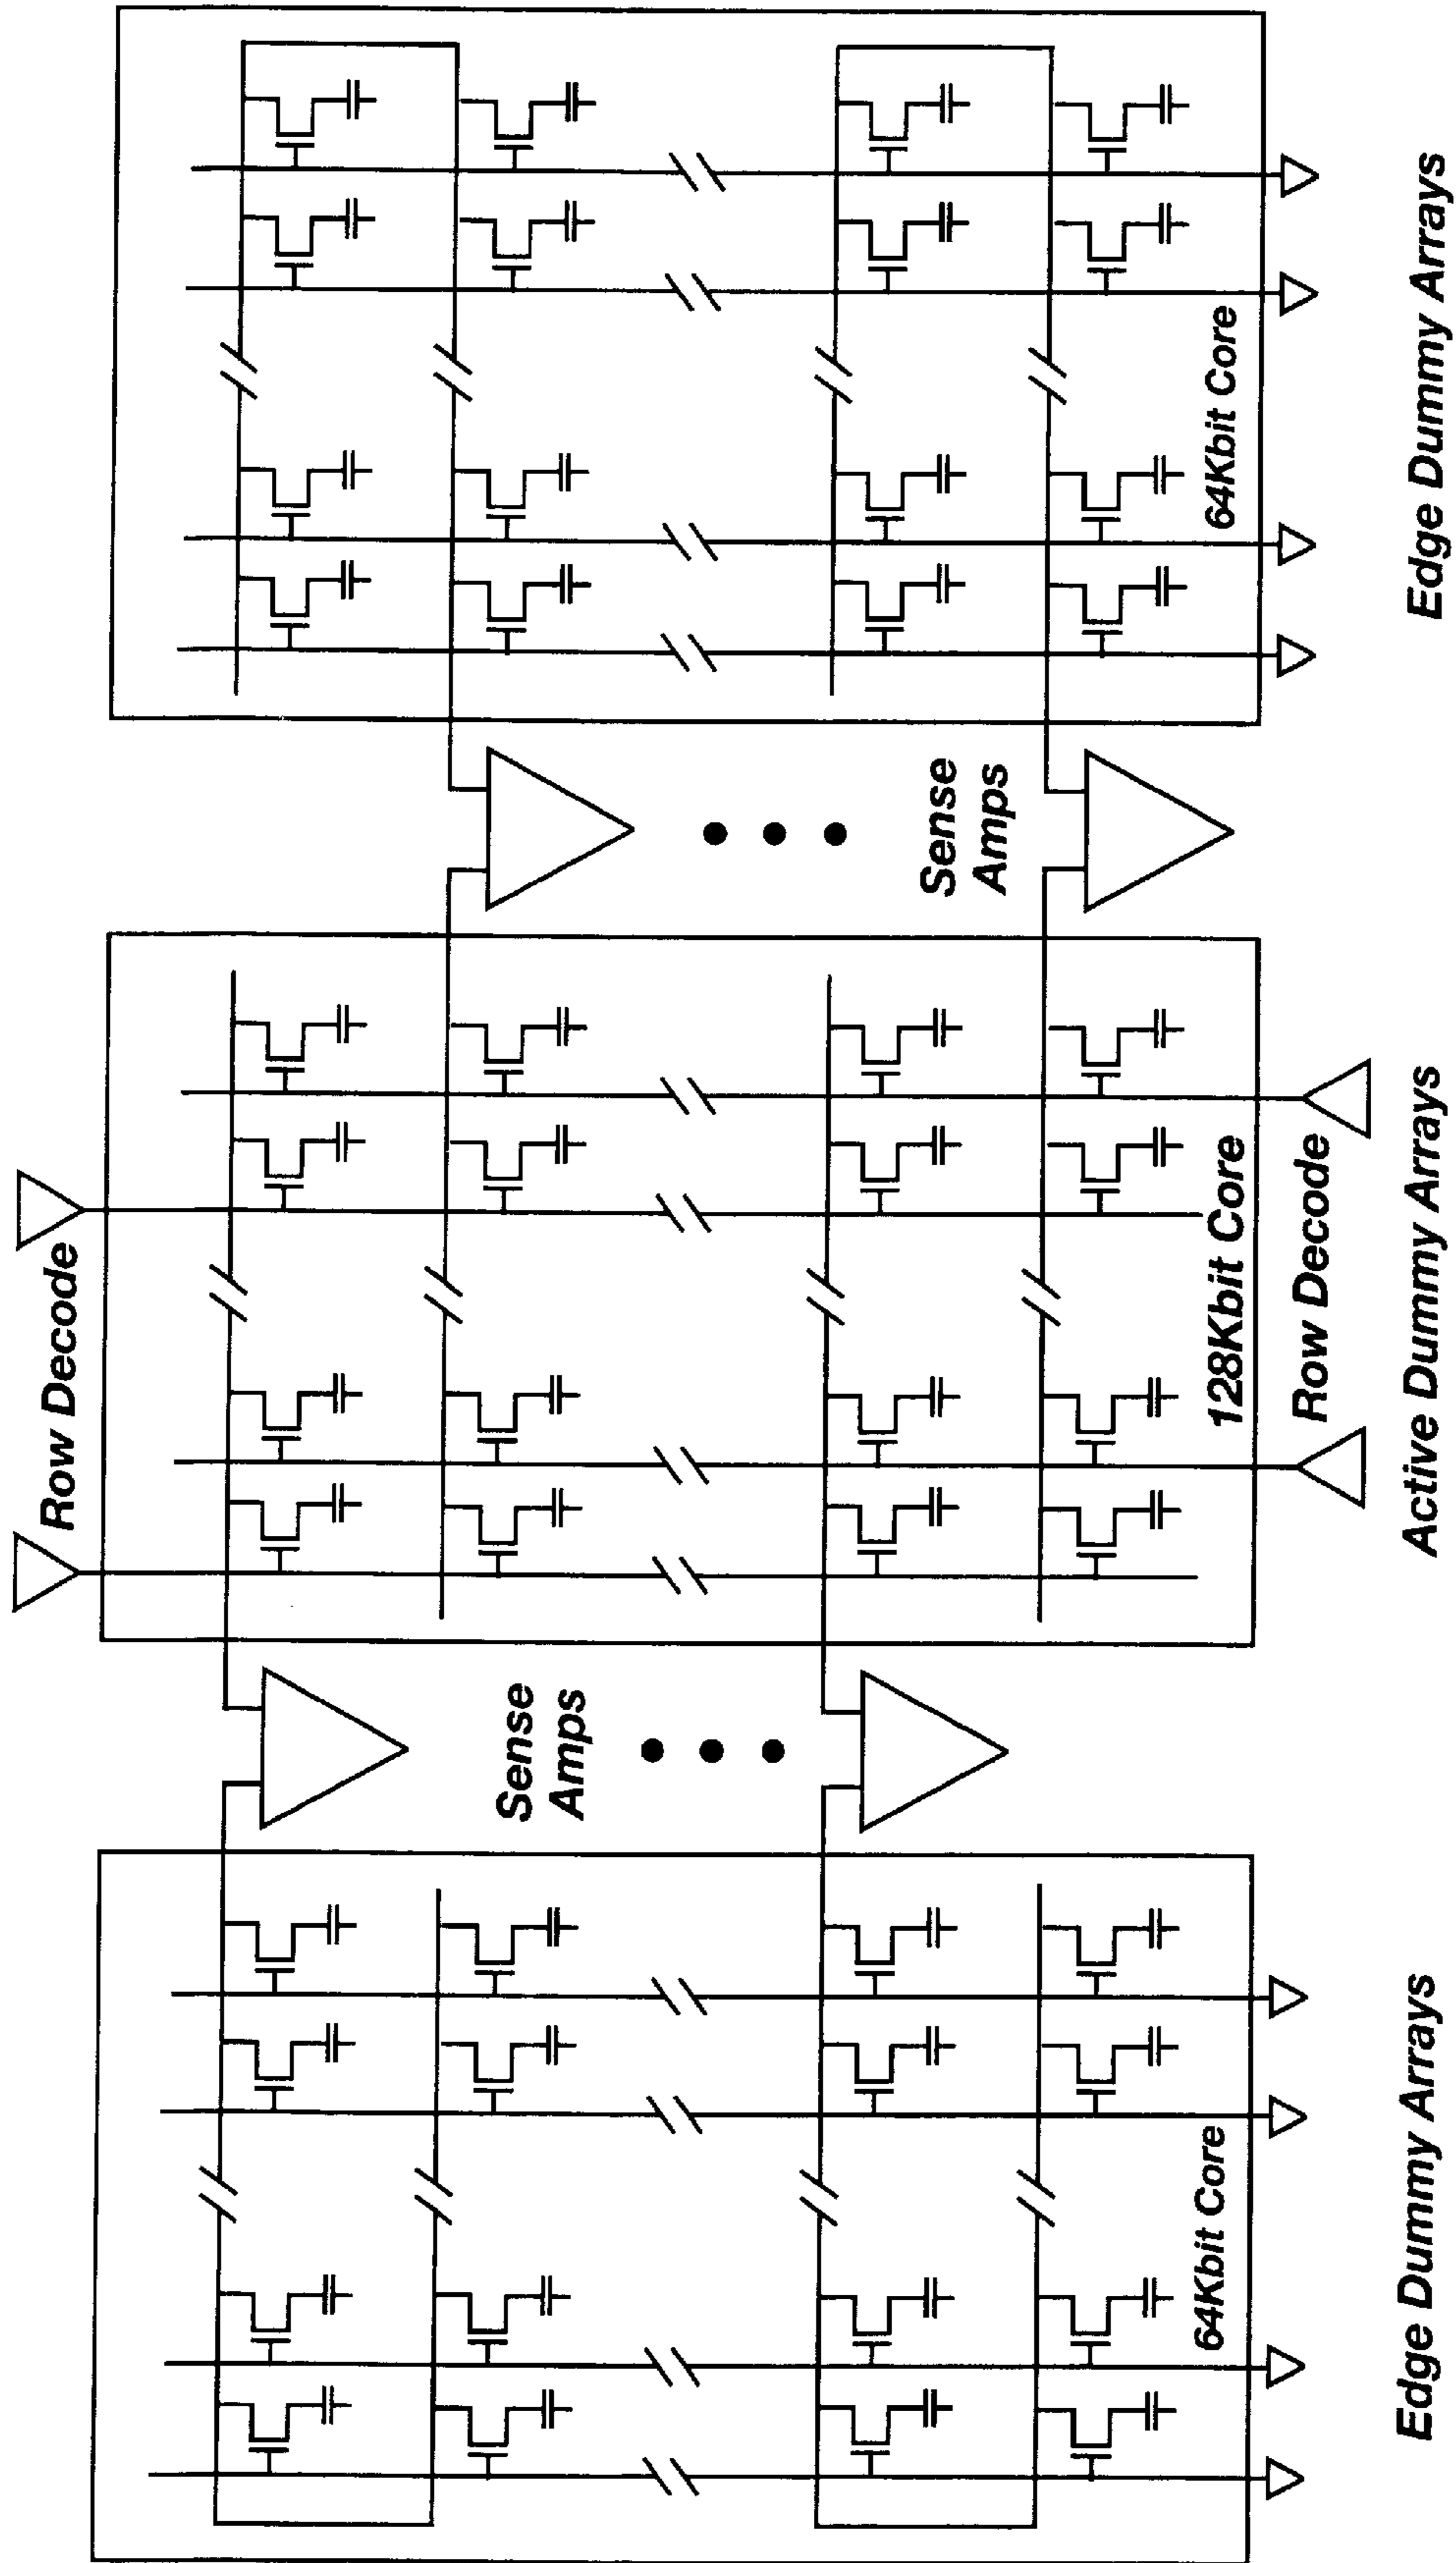 Row Decode
Sense
Amps
Sense
Amps
64Kbit Core
128Kbit Core
64Kbit Core
Row Decode
Edge Dummy Arrays
Active Dummy Arrays
Edge Dummy Arrays